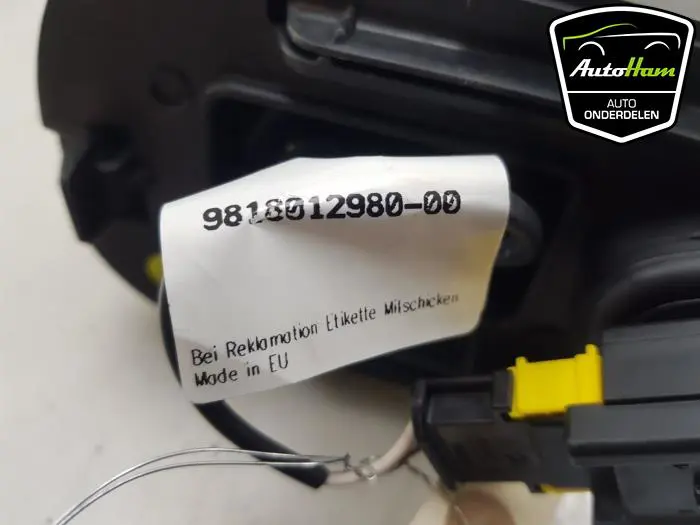 AutoHam
AUTO
ONDERDELEN
9818012980-00
Bei Reklamation Etikette Mitschicken
Made in EU